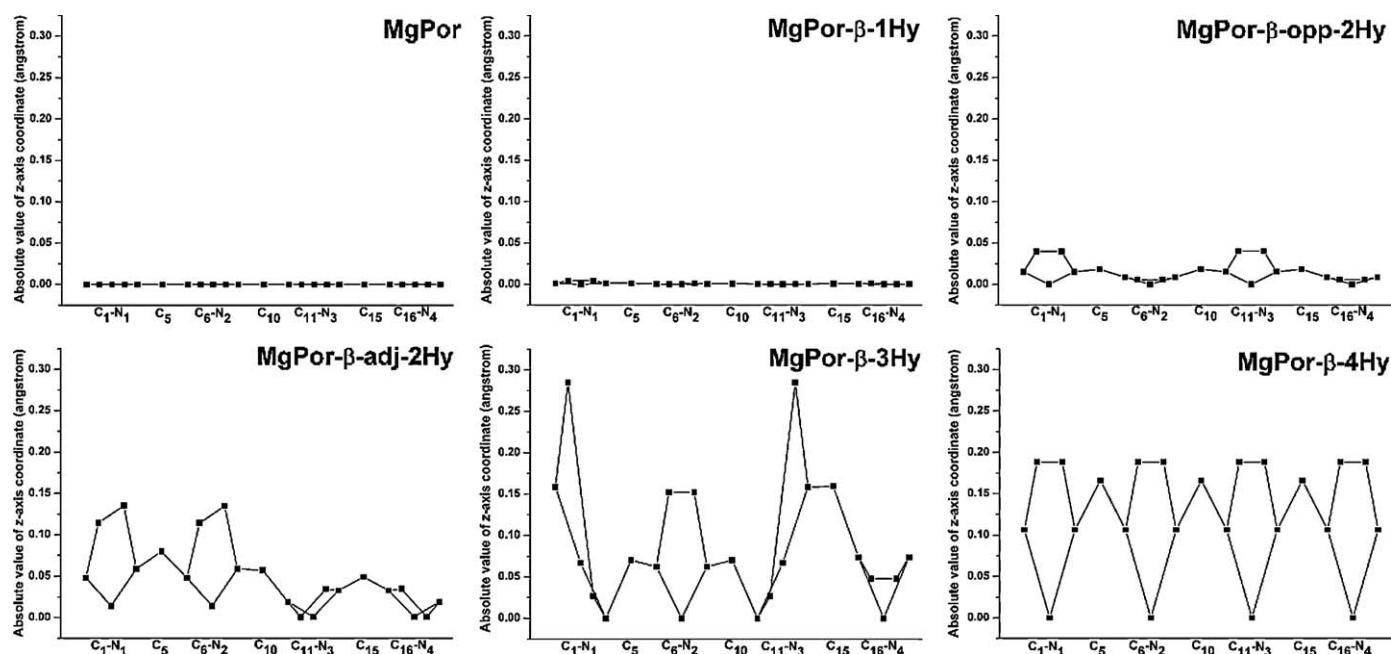 MgPor
Absolute value of z-axis coordinate (angstrom)
0.30
0.25
0.20
0.15
0.10
0.05
0.00
C₁-N₁ C₅ C₆-N₂ C₁₀ C₁₁-N₃ C₁₅ C₁₆-N₄
MgPor-β-1Hy
Absolute value of z-axis coordinate (angstrom)
0.30
0.25
0.20
0.15
0.10
0.05
0.00
C₁-N₁ C₅ C₆-N₂ C₁₀ C₁₁-N₃ C₁₅ C₁₆-N₄
MgPor-β-opp-2Hy
Absolute value of z-axis coordinate (angstrom)
0.30
0.25
0.20
0.15
0.10
0.05
0.00
C₁-N₁ C₅ C₆-N₂ C₁₀ C₁₁-N₃ C₁₅ C₁₆-N₄
MgPor-β-adj-2Hy
Absolute value of z-axis coordinate (angstrom)
0.30
0.25
0.20
0.15
0.10
0.05
0.00
C₁-N₁ C₅ C₆-N₂ C₁₀ C₁₁-N₃ C₁₅ C₁₆-N₄
MgPor-β-3Hy
Absolute value of z-axis coordinate (angstrom)
0.30
0.25
0.20
0.15
0.10
0.05
0.00
C₁-N₁ C₅ C₆-N₂ C₁₀ C₁₁-N₃ C₁₅ C₁₆-N₄
MgPor-β-4Hy
Absolute value of z-axis coordinate (angstrom)
0.30
0.25
0.20
0.15
0.10
0.05
0.00
C₁-N₁ C₅ C₆-N₂ C₁₀ C₁₁-N₃ C₁₅ C₁₆-N₄